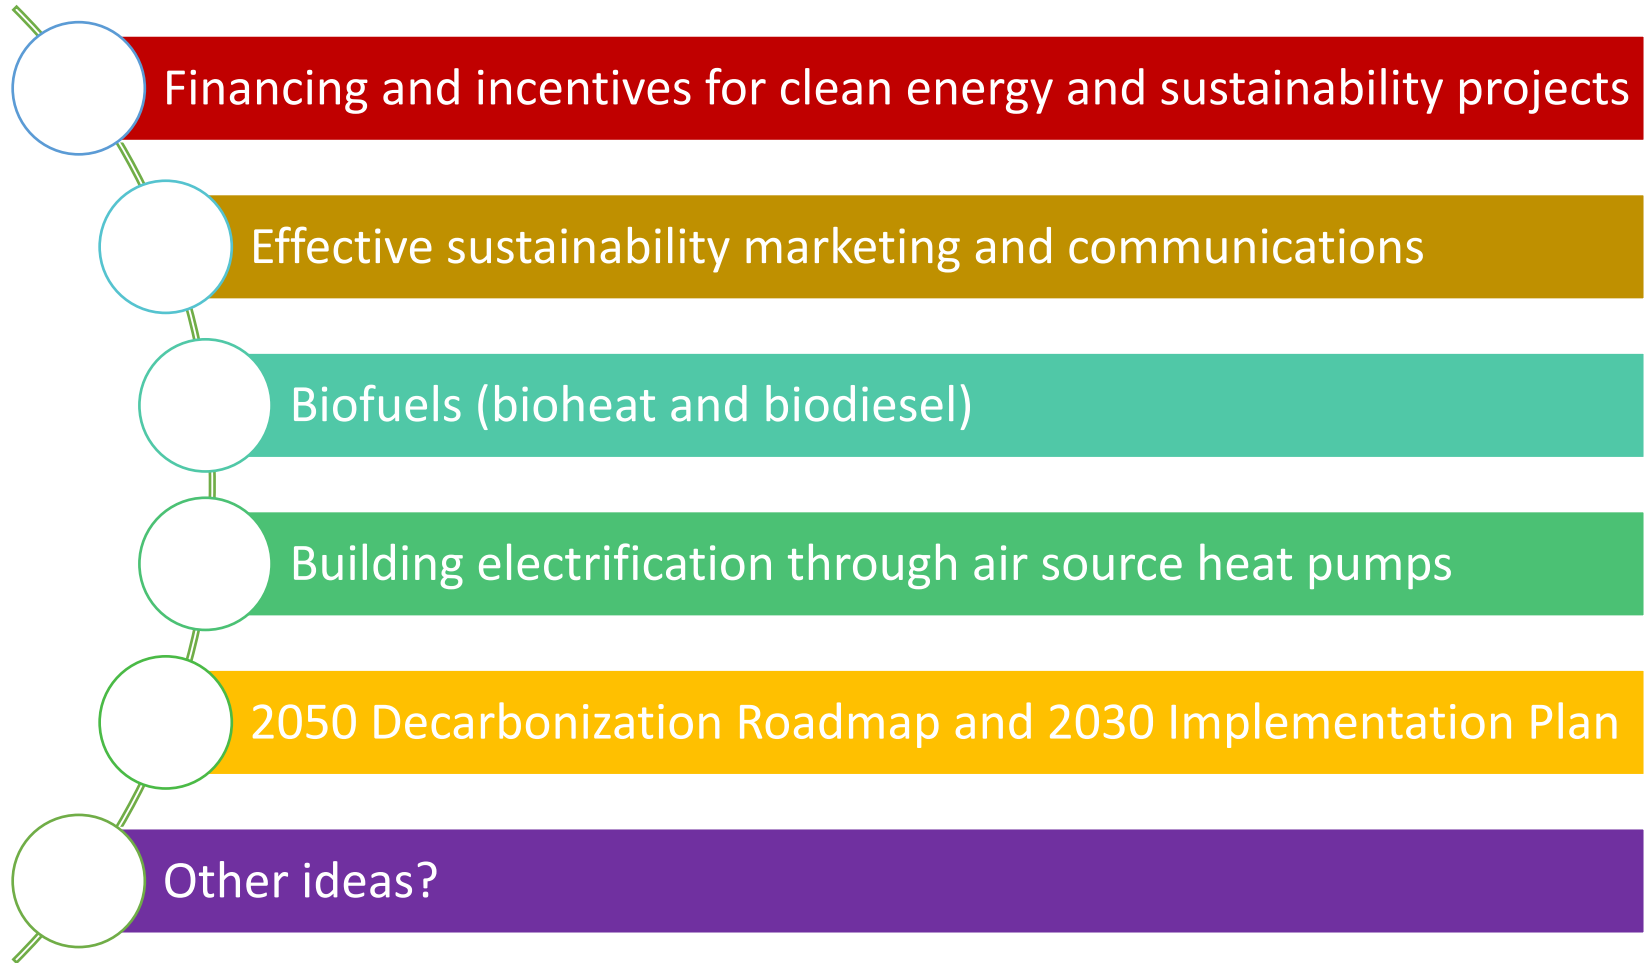 Financing and incentives for clean energy and sustainability projects
Effective sustainability marketing and communications
Biofuels (bioheat and biodiesel)
Building electrification through air source heat pumps
2050 Decarbonization Roadmap and 2030 Implementation Plan
Other ideas?